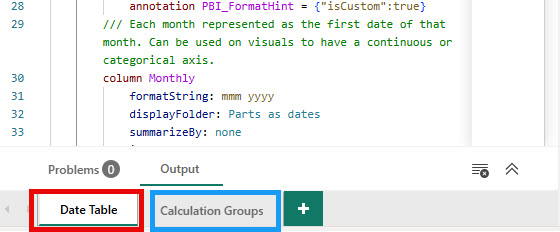 28 annotation PBI_FormatHint = {"isCustom":true}
29 /// Each month represented as the first date of that
month. Can be used on visuals to have a continuous or
categorical axis.
30 column Monthly
31 formatString: mmm yyyy
32 displayFolder: Parts as dates
33 summarizeBy: none
Problems 0 Output
Date Table Calculation Groups +